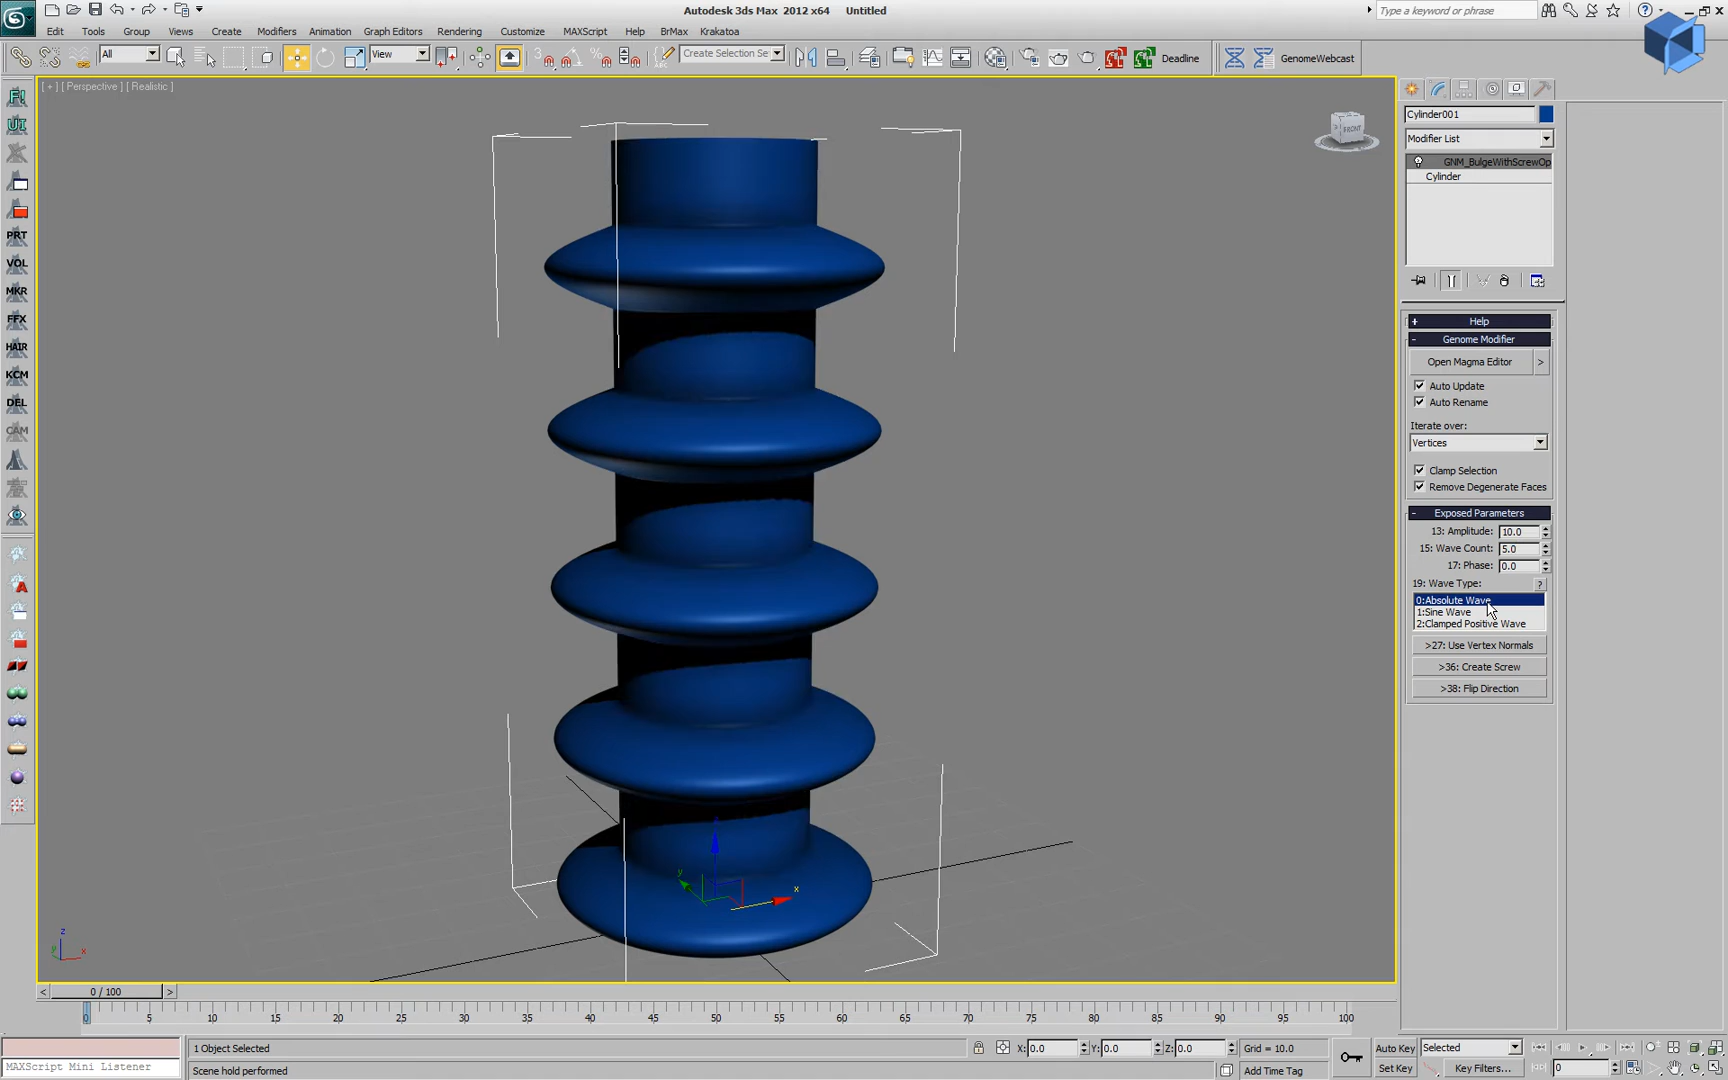 Autodesk 3ds Max 2012 x64 Untitled
Type a keyword or phrase
Edit Tools Group Views Create Modifiers Animation Graph Editors Rendering Customize MAXScript Help BrMax Krakatoa
All View Create Selection Se Deadline GenomeWebcast
[ + ] [ Perspective ] [ Realistic ]
FRONT
F!
UI
PRT
VOL
MKR
FFX
HAIR
KCM
DEL
CAM
Cylinder001
Modifier List
GNM_BulgeWithScrewOp
Cylinder
+ Help
- Genome Modifier
Open Magma Editor >
Auto Update
Auto Rename
Iterate over:
Vertices
Clamp Selection
Remove Degenerate Faces
- Exposed Parameters
13: Amplitude: 10.0
15: Wave Count: 5.0
17: Phase: 0.0
19: Wave Type: ?
0:Absolute Wave
1:Sine Wave
2:Clamped Positive Wave
>27: Use Vertex Normals
>36: Create Screw
>38: Flip Direction
z
y
x
z
y
x
< 0 / 100 >
0 5 10 15 20 25 30 35 40 45 50 55 60 65 70 75 80 85 90 95 100
1 Object Selected X: 0.0 Y: 0.0 Z: 0.0 Grid = 10.0 Auto Key Selected
MAXScript Mini Listener Scene hold performed Add Time Tag Set Key Key Filters... 0